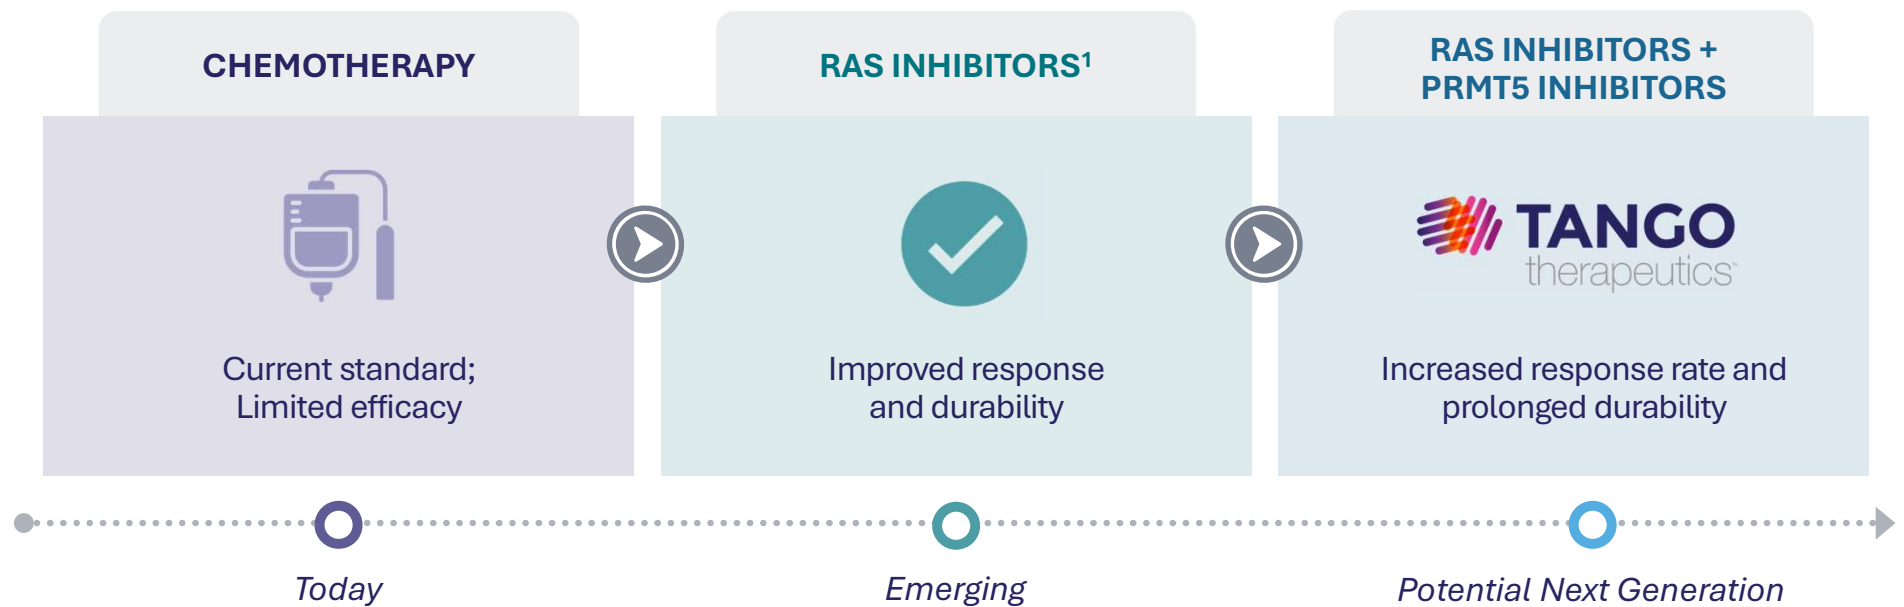 CHEMOTHERAPY
Current standard;
Limited efficacy
Today
RAS INHIBITORS¹
Improved response
and durability
Emerging
RAS INHIBITORS +
PRMT5 INHIBITORS
TANGO
therapeutics™
Increased response rate and
prolonged durability
Potential Next Generation